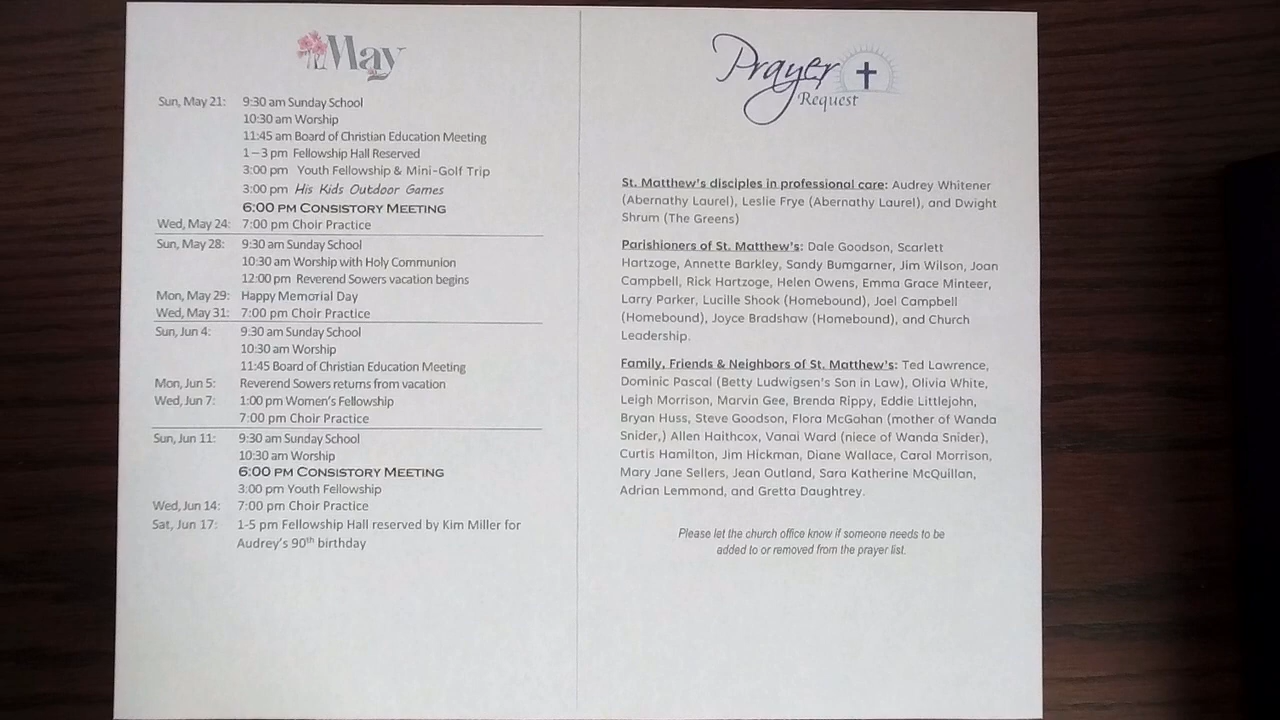 May
Sun, May 21: 9:30 am Sunday School
10:30 am Worship
11:45 am Board of Christian Education Meeting
1 – 3 pm Fellowship Hall Reserved
3:00 pm Youth Fellowship & Mini-Golf Trip
3:00 pm His Kids Outdoor Games
6:00 PM CONSISTORY MEETING
Wed, May 24: 7:00 pm Choir Practice
Sun, May 28: 9:30 am Sunday School
10:30 am Worship with Holy Communion
12:00 pm Reverend Sowers vacation begins
Mon, May 29: Happy Memorial Day
Wed, May 31: 7:00 pm Choir Practice
Sun, Jun 4: 9:30 am Sunday School
10:30 am Worship
11:45 Board of Christian Education Meeting
Mon, Jun 5: Reverend Sowers returns from vacation
Wed, Jun 7: 1:00 pm Women's Fellowship
7:00 pm Choir Practice
Sun, Jun 11: 9:30 am Sunday School
10:30 am Worship
6:00 PM CONSISTORY MEETING
3:00 pm Youth Fellowship
Wed, Jun 14: 7:00 pm Choir Practice
Sat, Jun 17: 1-5 pm Fellowship Hall reserved by Kim Miller for
Audrey's 90th birthday
Prayer
Request
St. Matthew's disciples in professional care: Audrey Whitener
(Abernathy Laurel), Leslie Frye (Abernathy Laurel), and Dwight
Shrum (The Greens)
Parishioners of St. Matthew's: Dale Goodson, Scarlett
Hartzoge, Annette Barkley, Sandy Bumgarner, Jim Wilson, Joan
Campbell, Rick Hartzoge, Helen Owens, Emma Grace Minteer,
Larry Parker, Lucille Shook (Homebound), Joel Campbell
(Homebound), Joyce Bradshaw (Homebound), and Church
Leadership.
Family, Friends & Neighbors of St. Matthew's: Ted Lawrence,
Dominic Pascal (Betty Ludwigsen's Son in Law), Olivia White,
Leigh Morrison, Marvin Gee, Brenda Rippy, Eddie Littlejohn,
Bryan Huss, Steve Goodson, Flora McGahan (mother of Wanda
Snider,) Allen Haithcox, Vanai Ward (niece of Wanda Snider),
Curtis Hamilton, Jim Hickman, Diane Wallace, Carol Morrison,
Mary Jane Sellers, Jean Outland, Sara Katherine McQuillan,
Adrian Lemmond, and Gretta Daughtrey.
Please let the church office know if someone needs to be
added to or removed from the prayer list.